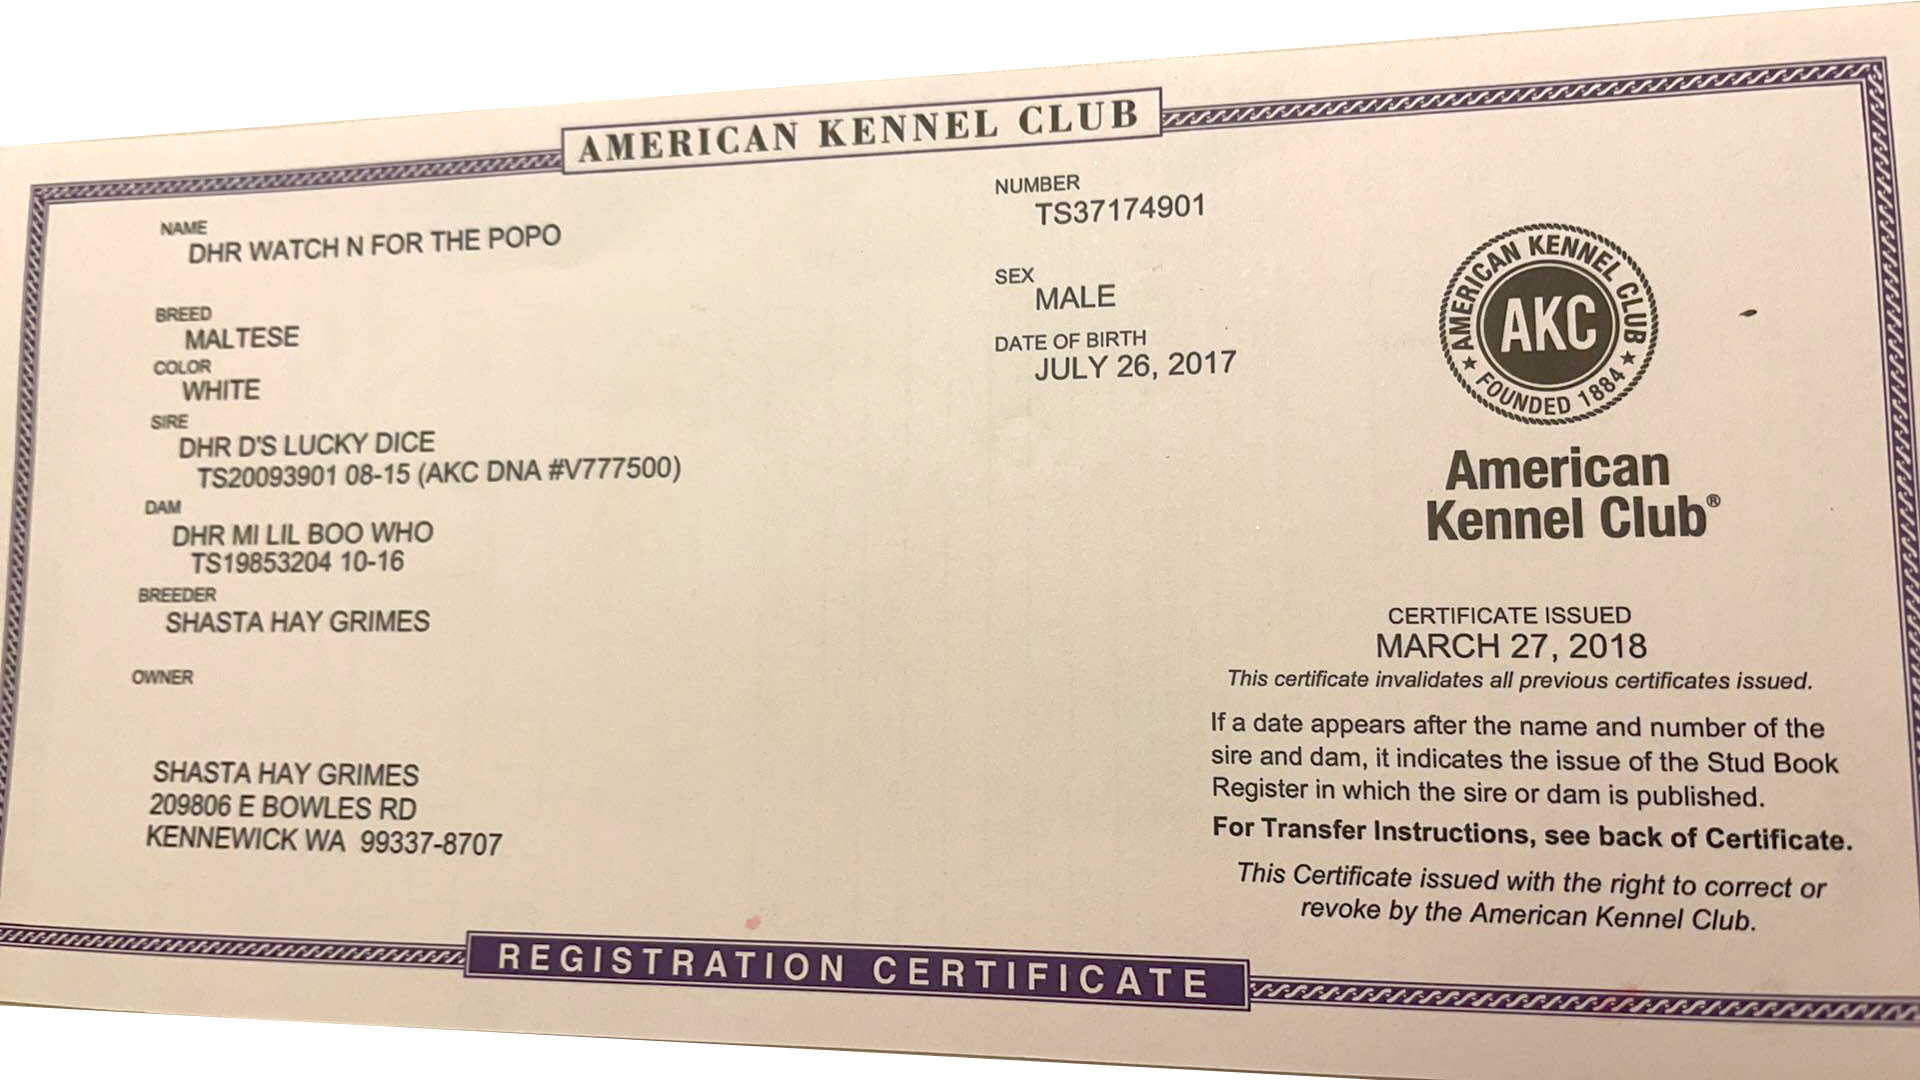 AMERICAN KENNEL CLUB
NAME
DHR WATCH N FOR THE POPO
BREED
MALTESE
COLOR
WHITE
SIRE
DHR D'S LUCKY DICE
TS20093901 08-15 (AKC DNA #V777500)
DAM
DHR MI LIL BOO WHO
TS19853204 10-16
BREEDER
SHASTA HAY GRIMES
OWNER
SHASTA HAY GRIMES
209806 E BOWLES RD
KENNEWICK WA 99337-8707
NUMBER
TS37174901
SEX
MALE
DATE OF BIRTH
JULY 26, 2017
AMERICAN KENNEL CLUB
AKC
★ FOUNDED 1884 ★
American
Kennel Club®
CERTIFICATE ISSUED
MARCH 27, 2018
This certificate invalidates all previous certificates issued.
If a date appears after the name and number of the
sire and dam, it indicates the issue of the Stud Book
Register in which the sire or dam is published.
For Transfer Instructions, see back of Certificate.
This Certificate issued with the right to correct or
revoke by the American Kennel Club.
REGISTRATION CERTIFICATE